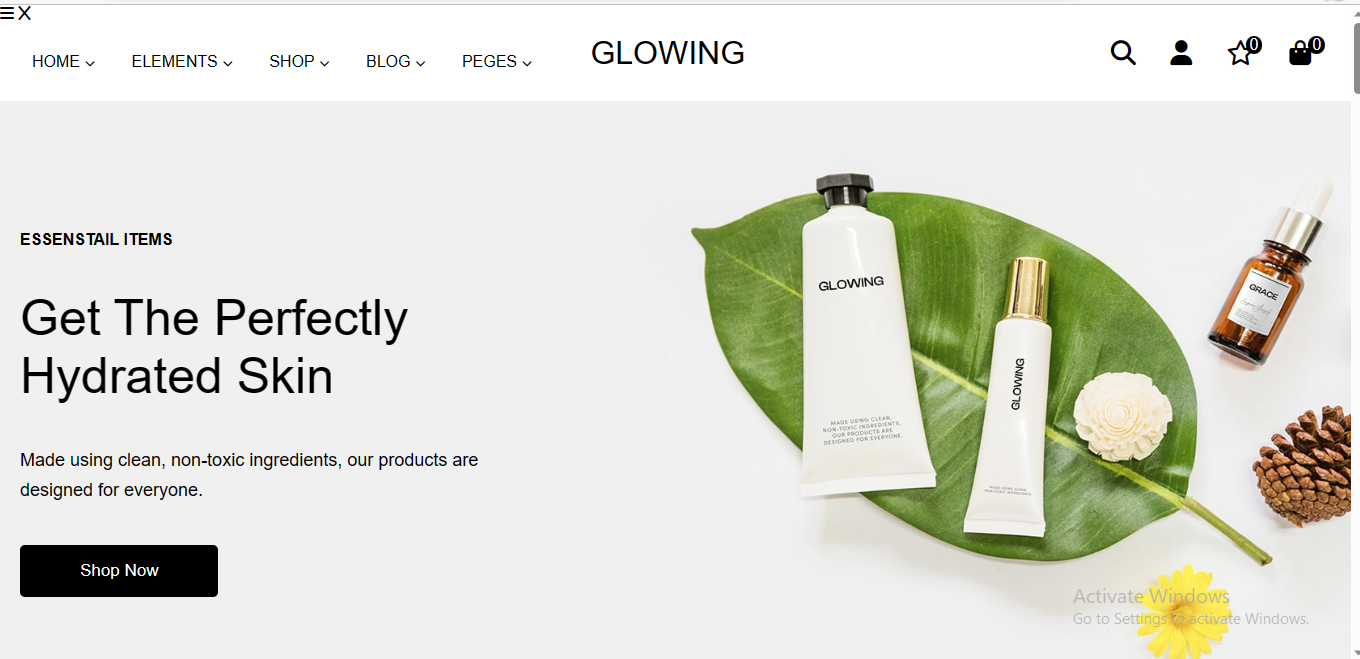 HOME ELEMENTS SHOP BLOG PEGES GLOWING 0 0
ESSENSTAIL ITEMS
Get The Perfectly
Hydrated Skin
Made using clean, non-toxic ingredients, our products are
designed for everyone.
Shop Now
GLOWING
MADE USING CLEAN,
NON-TOXIC INGREDIENTS,
OUR PRODUCTS ARE
DESIGNED FOR EVERYONE.
GLOWING
MADE USING CLEAN,
NON-TOXIC INGREDIENTS
GRACE
Activate Windows
Go to Settings to activate Windows.